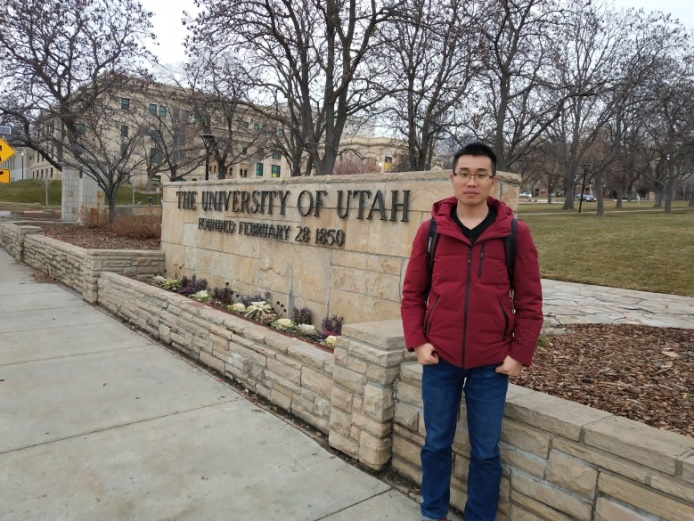 THE UNIVERSITY OF UTAH
FOUNDED FEBRUARY 28 1850